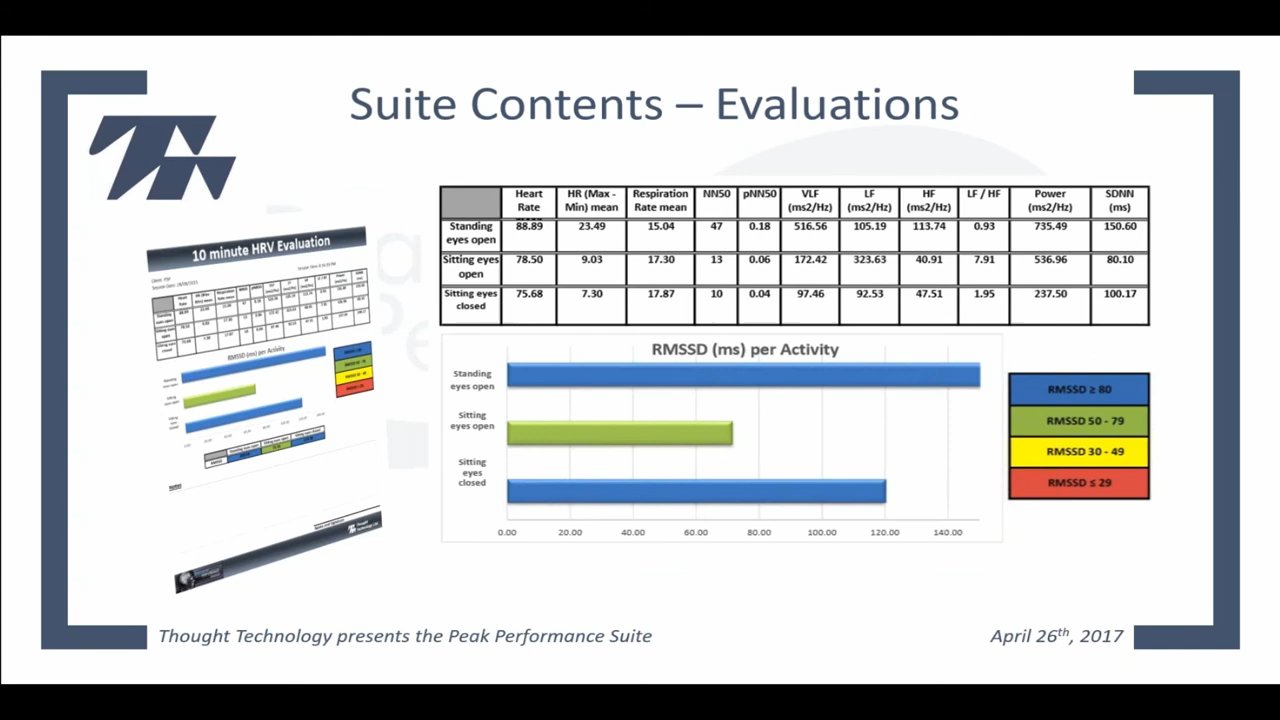 Suite Contents – Evaluations
Heart Rate HR (Max - Min) mean Respiration Rate mean NN50 pNN50 VLF (ms2/Hz) LF (ms2/Hz) HF (ms2/Hz) LF / HF Power (ms2/Hz) SDNN (ms)
Standing eyes open 88.89 23.49 15.04 47 0.18 516.56 105.19 113.74 0.93 735.49 150.60
Sitting eyes open 78.50 9.03 17.30 13 0.06 172.42 323.63 40.91 7.91 536.96 80.10
Sitting eyes closed 75.68 7.30 17.87 10 0.04 97.46 92.53 47.51 1.95 237.50 100.17
10 minute HRV Evaluation
RMSSD (ms) per Activity
Standing
eyes open
Sitting
eyes open
Sitting
eyes
closed
0.00 20.00 40.00 60.00 80.00 100.00 120.00 140.00
RMSSD ≥ 80
RMSSD 50 - 79
RMSSD 30 - 49
RMSSD ≤ 29
RMSSD (ms) per Activity
Thought Technology presents the Peak Performance Suite
April 26th, 2017